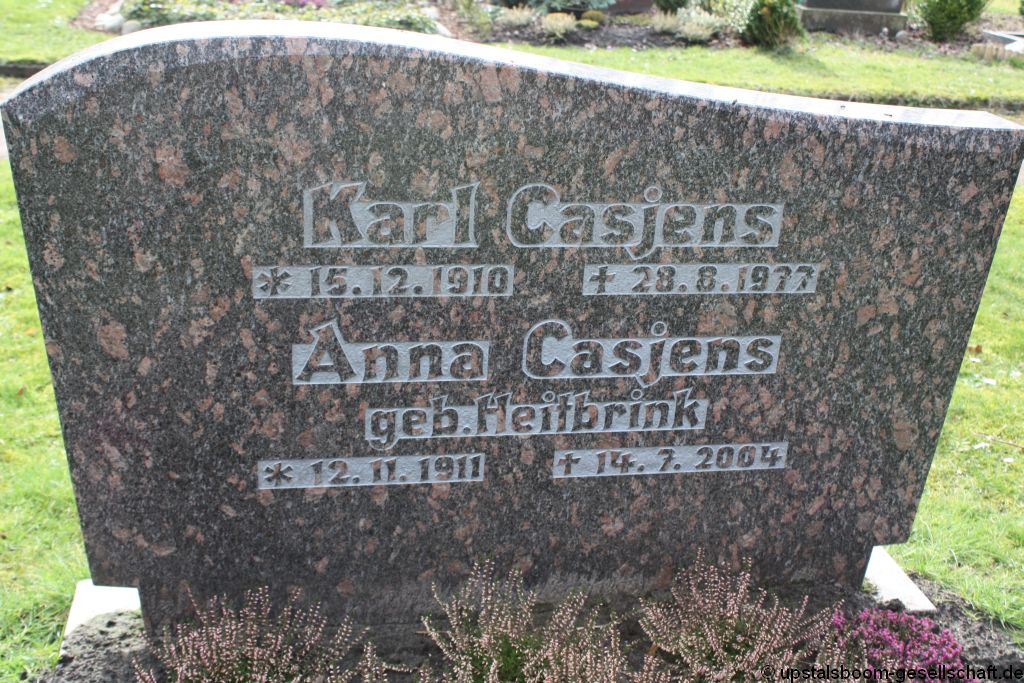 Karl Casjens
* 15.12.1910 † 28.8.1977
Anna Casjens
geb. Heilbrink
* 12.11.1911 † 14.7.2004
© upstalsboom-gesellschaft.de